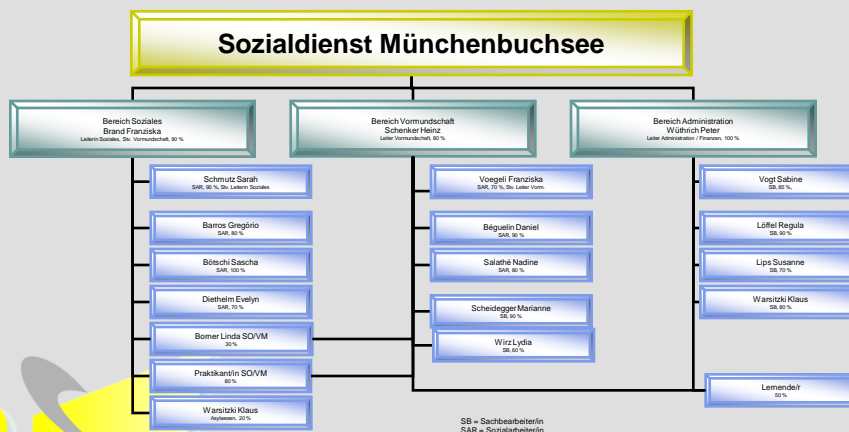 Sozialdienst Münchenbuchsee
Bereich Soziales
Brand Franziska
Leiterin Soziales, Stv. Vormundschaft, 90 %
Bereich Vormundschaft
Schenker Heinz
Leiter Vormundschaft, 80 %
Bereich Administration
Wüthrich Peter
Leiter Administration / Finanzen, 100 %
Schmutz Sarah
SAR, 90 %, Stv. Leiterin Soziales
Barros Gregório
SAR, 80 %
Bötschi Sascha
SAR, 100 %
Diethelm Evelyn
SAR, 70 %
Borner Linda SO/VM
30 %
Praktikant/in SO/VM
80 %
Warsitzki Klaus
Asylwesen, 20 %
Voegeli Franziska
SAR, 70 %, Stv. Leiter Vorm.
Béguelin Daniel
SAR, 90 %
Salathé Nadine
SAR, 80 %
Scheidegger Marianne
SB, 90 %
Wirz Lydia
SB, 60 %
Vogt Sabine
SB, 85 %,
Löffel Regula
SB, 90 %
Lips Susanne
SB, 70 %
Warsitzki Klaus
SB, 80 %
Lernende/r
50 %
SB = Sachbearbeiter/in
SAR = Sozialarbeiter/in